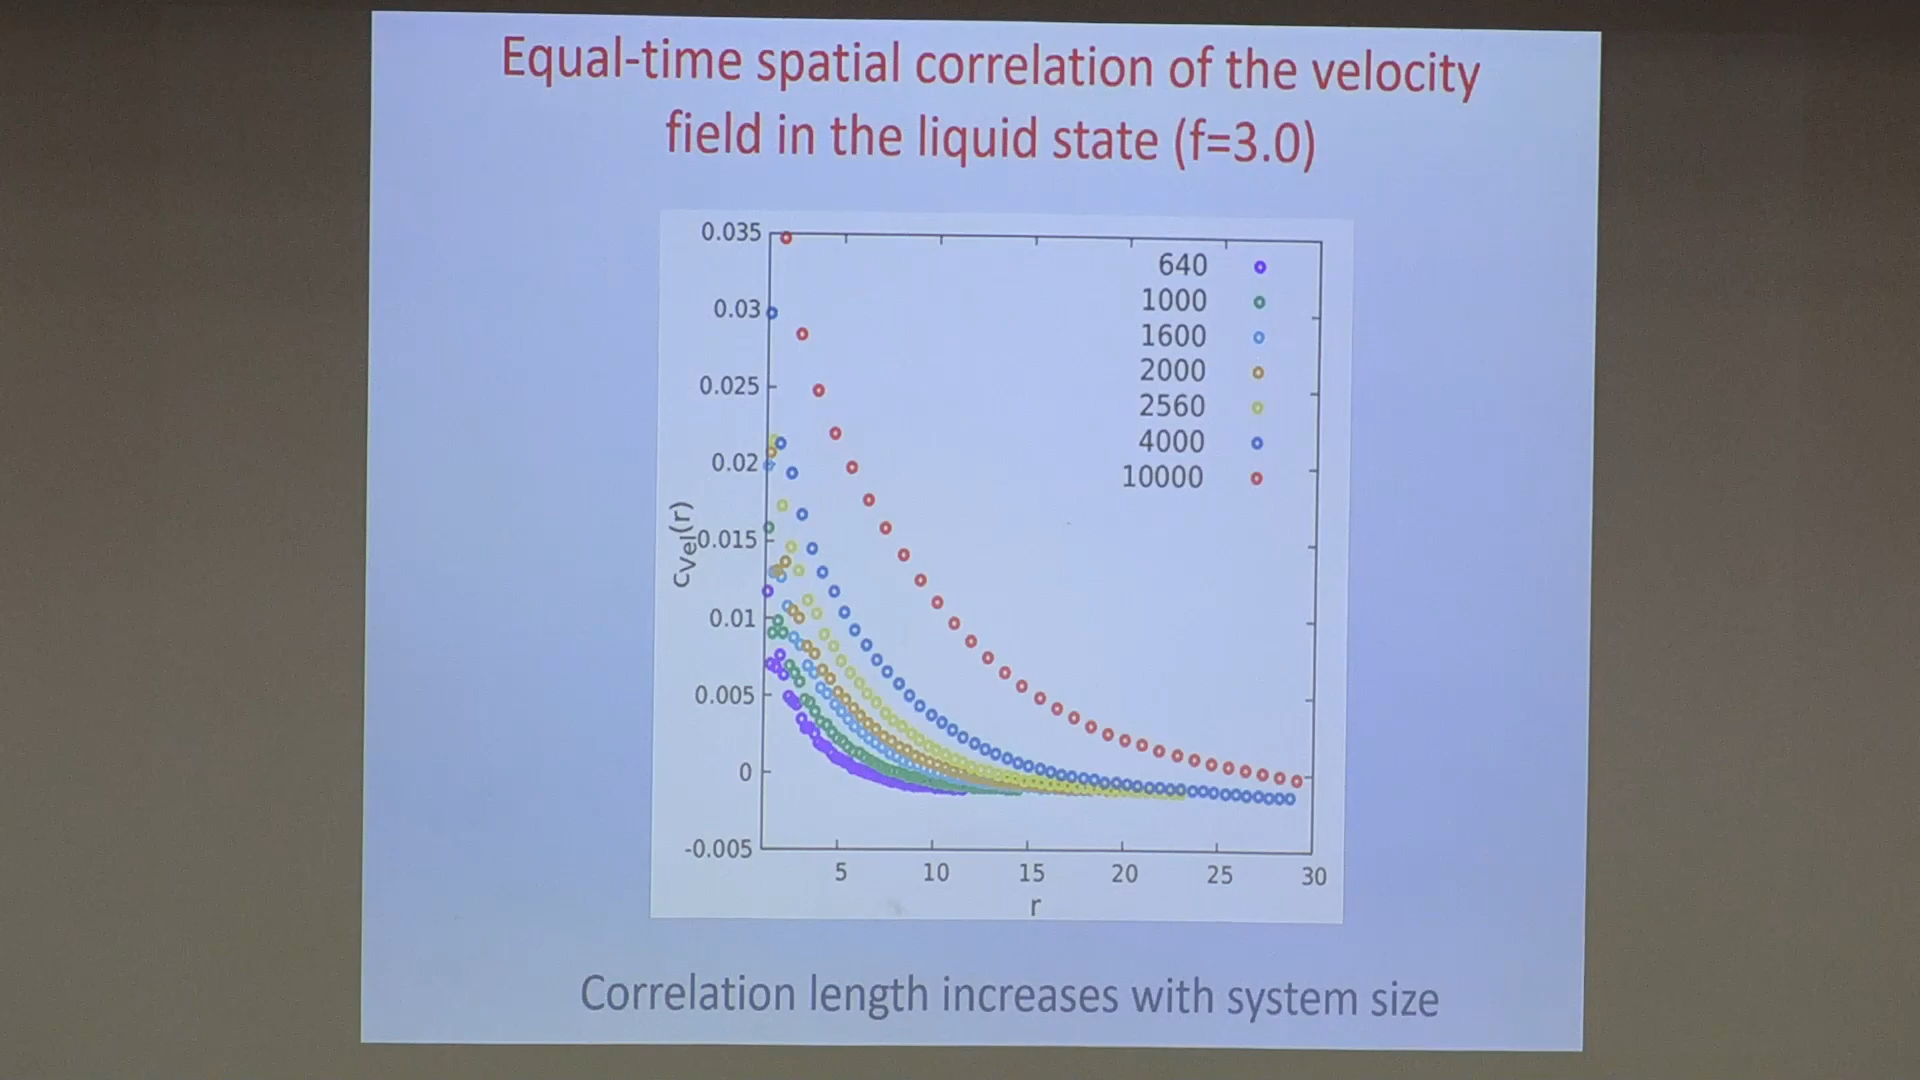 Equal-time spatial correlation of the velocity
field in the liquid state (f=3.0)
0.035
0.03
0.025
0.02
0.015
0.01
0.005
0
-0.005
C_Vel(r)
640
1000
1600
2000
2560
4000
10000
5 10 15 20 25 30
r
Correlation length increases with system size